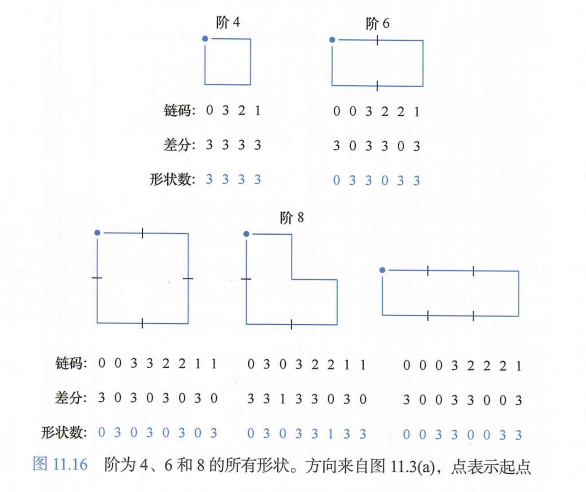 阶 4 阶 6
链码: 0 3 2 1 0 0 3 2 2 1
差分: 3 3 3 3 3 0 3 3 0 3
形状数: 3 3 3 3 0 3 3 0 3 3
阶 8
链码: 0 0 3 3 2 2 1 1 0 3 0 3 2 2 1 1 0 0 0 3 2 2 2 1
差分: 3 0 3 0 3 0 3 0 3 3 1 3 3 0 3 0 3 0 0 3 3 0 0 3
形状数: 0 3 0 3 0 3 0 3 0 3 0 3 3 1 3 3 0 0 3 3 0 0 3 3
图 11.16 阶为 4、6 和 8 的所有形状。方向来自图 11.3(a)，点表示起点